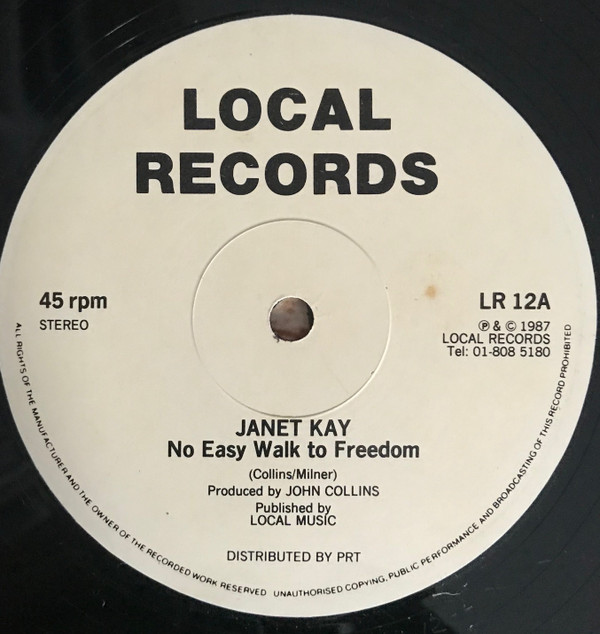 LOCAL
RECORDS
45 rpm
STEREO
LR 12A
℗ & © 1987
LOCAL RECORDS
Tel: 01-808 5180
JANET KAY
No Easy Walk to Freedom
(Collins/Milner)
Produced by JOHN COLLINS
Published by
LOCAL MUSIC
DISTRIBUTED BY PRT
ALL RIGHTS OF THE MANUFACTURER AND THE OWNER OF THE RECORDED WORK RESERVED UNAUTHORISED COPYING, PUBLIC PERFORMANCE AND BROADCASTING OF THIS RECORD PROHIBITED